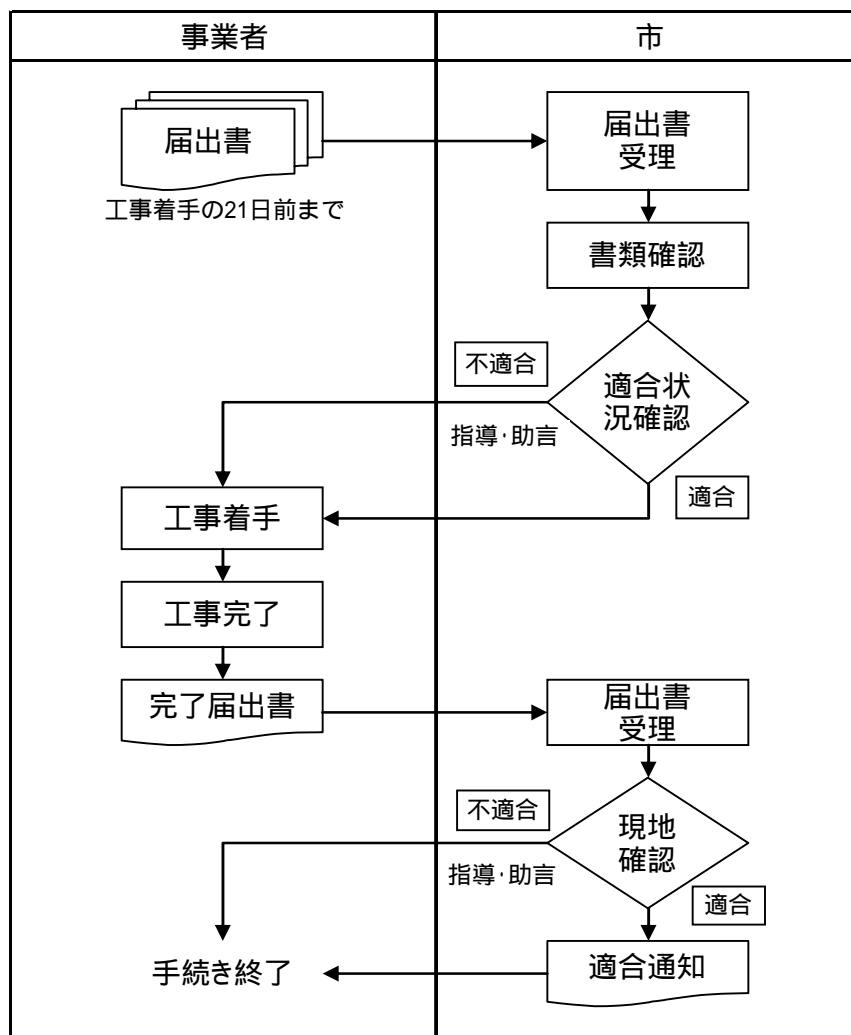 事業者
市
届出書
工事着手の21日前まで
届出書
受理
書類確認
不適合
適合状
況確認
指導・助言
適合
工事着手
工事完了
完了届出書
届出書
受理
不適合
現地
確認
指導・助言
適合
手続き終了
適合通知